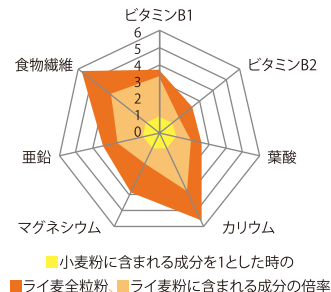 ビタミンB1
6
5
4
3
2
1
0
食物繊維
ビタミンB2
亜鉛
葉酸
マグネシウム
カリウム
小麦粉に含まれる成分を1とした時の
ライ麦全粒粉、ライ麦粉に含まれる成分の倍率